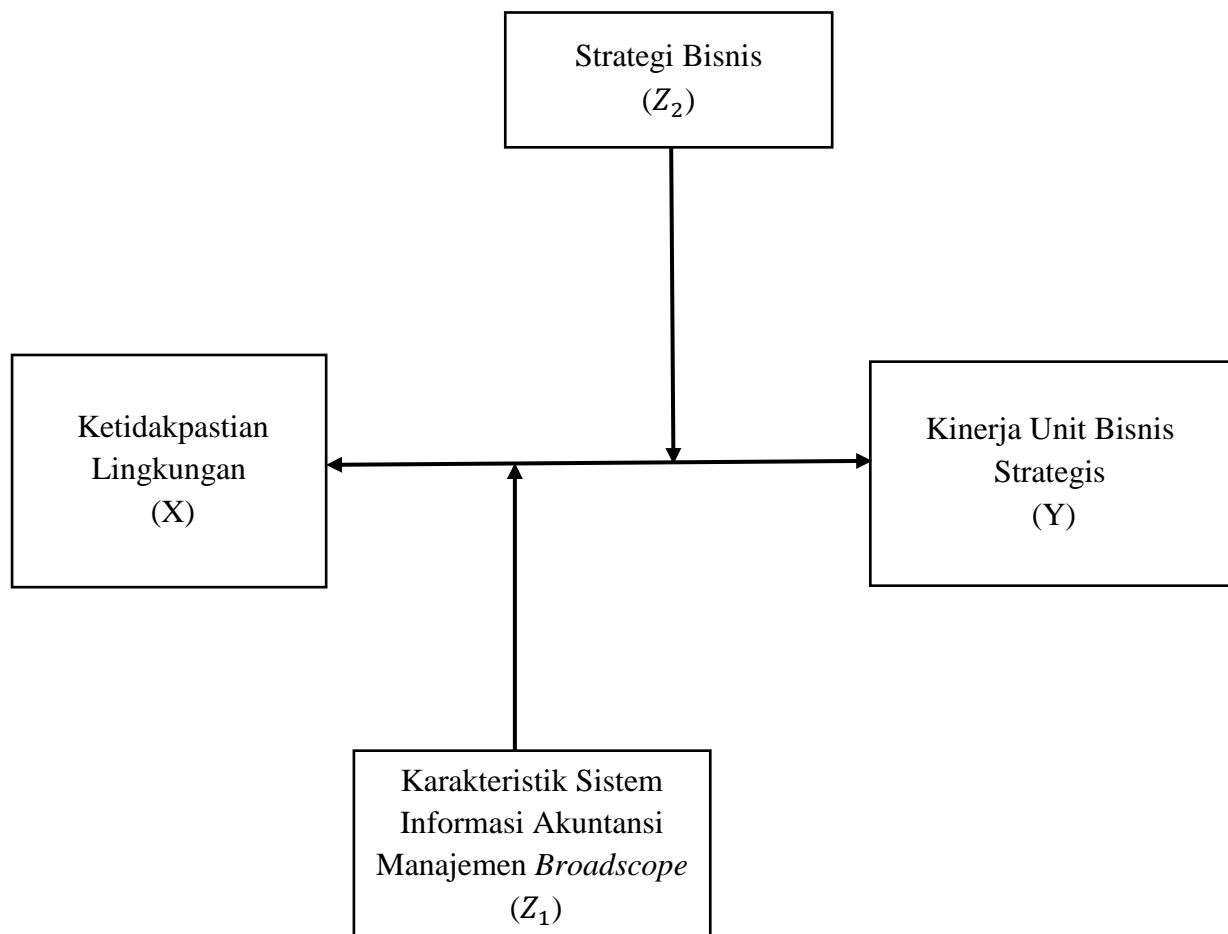 Strategi Bisnis
(Z₂)
Ketidakpastian
Lingkungan
(X)
Kinerja Unit Bisnis
Strategis
(Y)
Karakteristik Sistem
Informasi Akuntansi
Manajemen Broadscope
(Z₁)